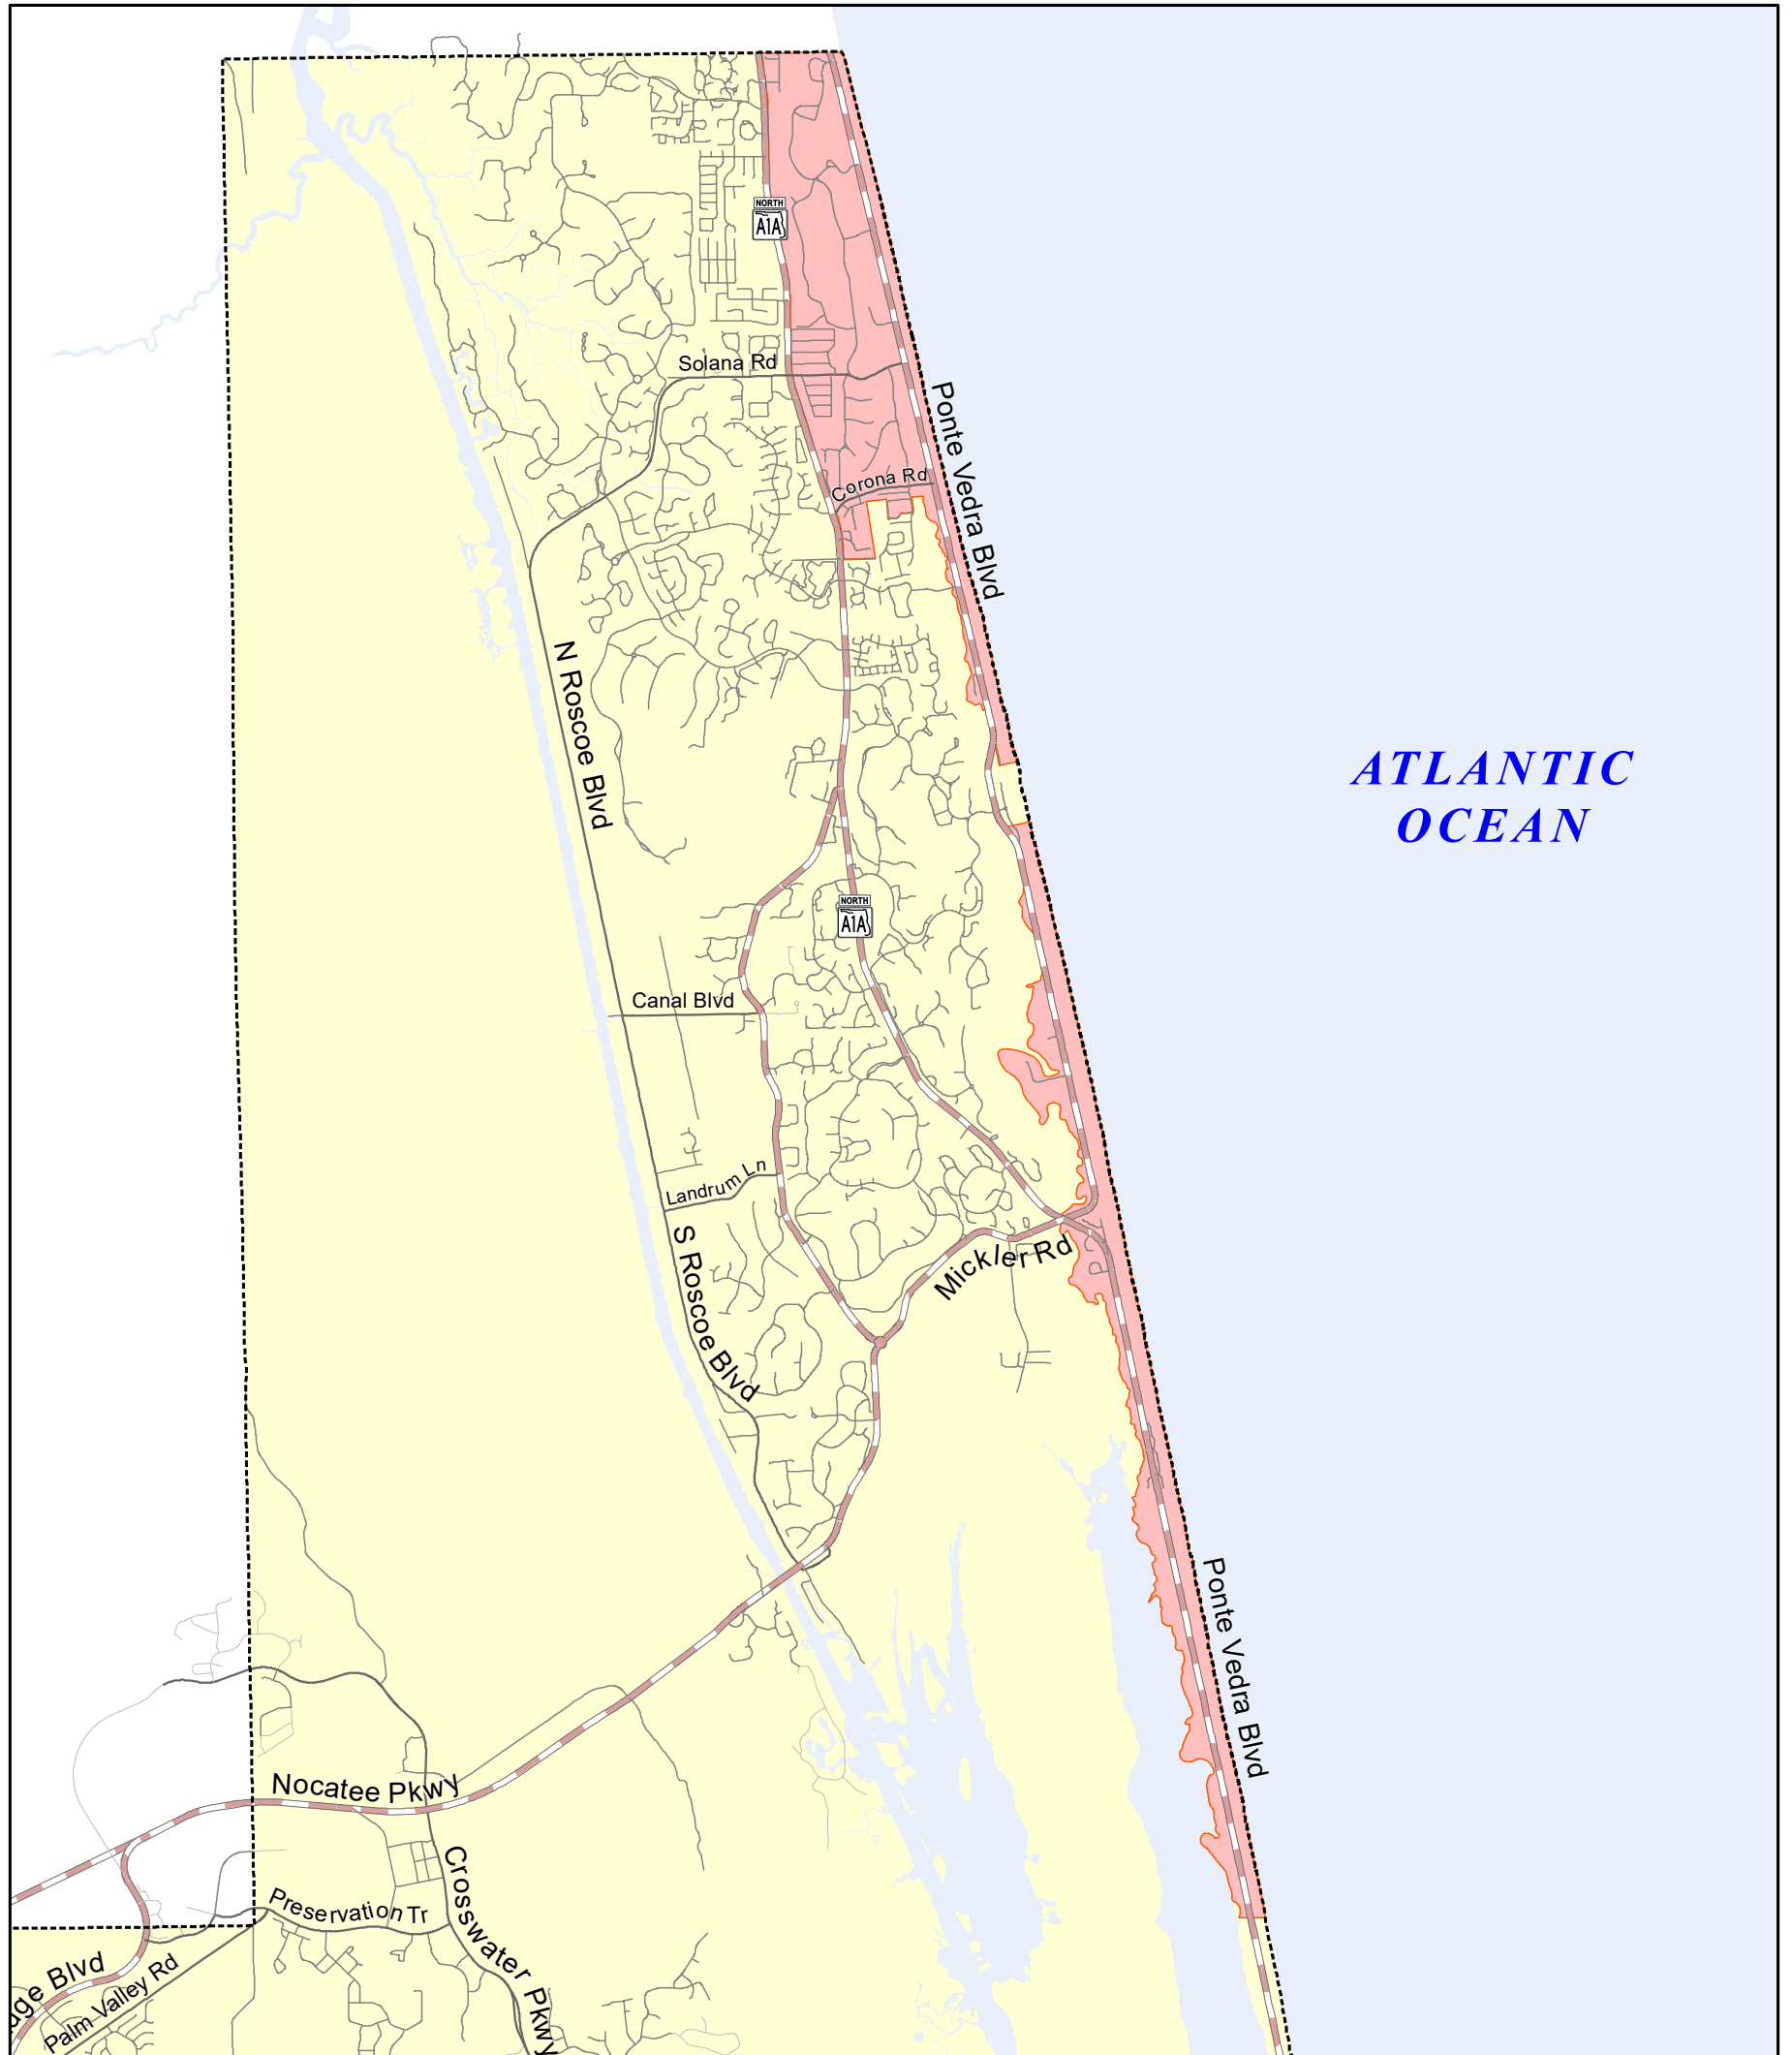 NORTH
A1A
Solana Rd
Ponte Vedra Blvd
Corona Rd
N Roscoe Blvd
ATLANTIC
OCEAN
NORTH
A1A
Canal Blvd
Landrum Ln
S Roscoe Blvd
Mickler Rd
Ponte Vedra Blvd
Nocatee Pkwy
Crosswater Pkwy
Preservation Tr
Blvd
Palm Valley Rd